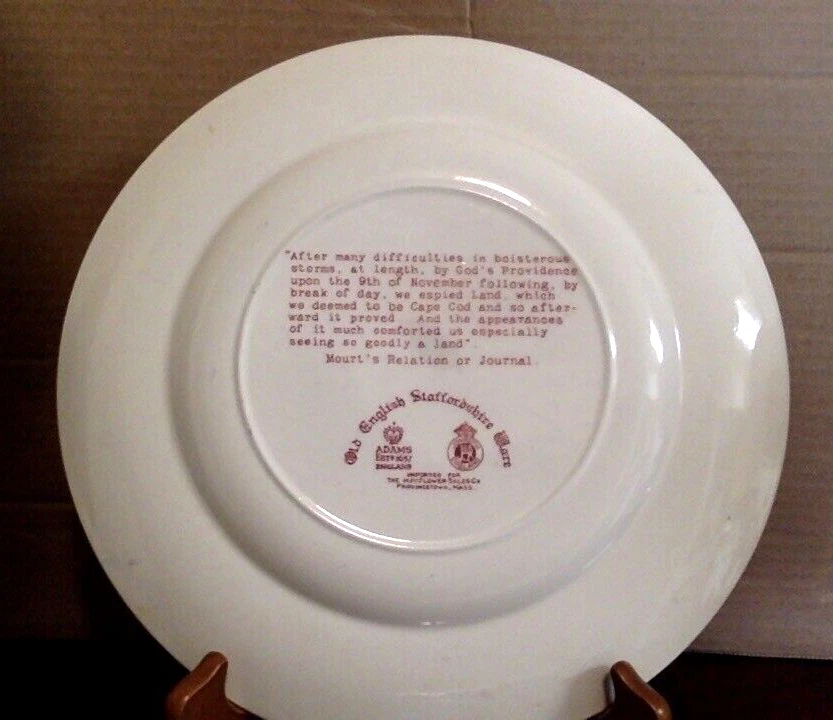 "After many difficulties in boisterous
storms, at length, by God's Providence
upon the 9th of November following, by
break of day, we espied Land, which
we deemed to be Cape Cod and so after-
ward it proved. And the appearances
of it much comforted us especially
seeing so goodly a land".
Mourt's Relation or Journal.
Old English Staffordshire Ware
ADAMS
ESTD 1657
ENGLAND
IMPORTED FOR
THE MAYFLOWER SALES CO
PROVINCETOWN, MASS.